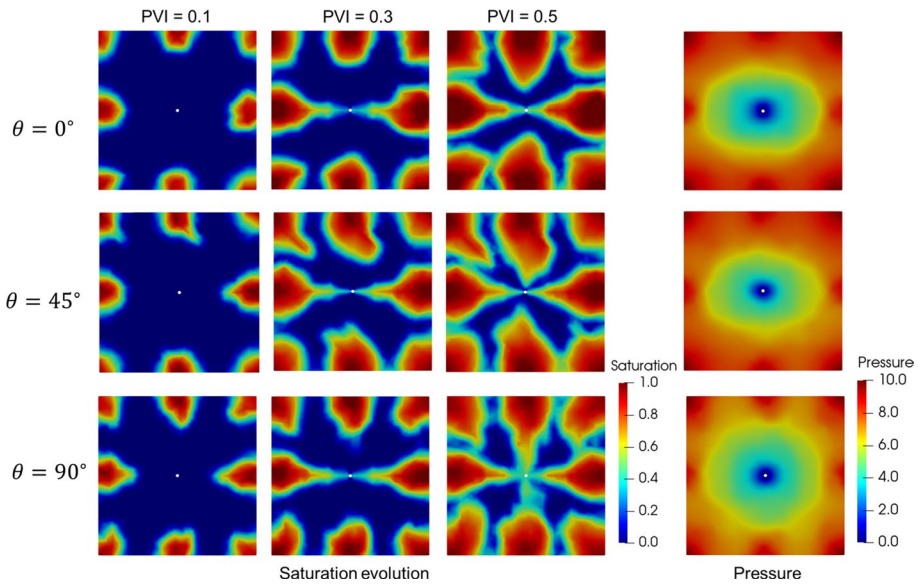 PVI = 0.1 PVI = 0.3 PVI = 0.5
θ = 0°
θ = 45°
θ = 90°
Saturation
1.0
0.8
0.6
0.4
0.2
0.0
Pressure
10.0
8.0
6.0
4.0
2.0
0.0
Saturation evolution Pressure